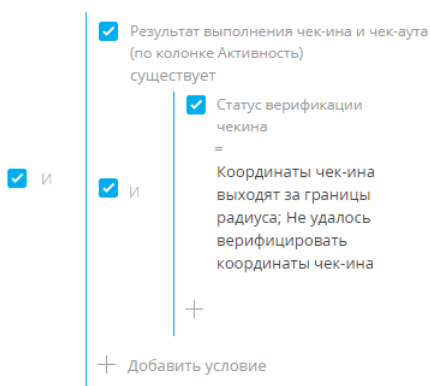 Результат выполнения чек-ина и чек-аута
(по колонке Активность)
существует
Статус верификации
чекина
=
Координаты чек-ина
выходят за границы
радиуса; Не удалось
верифицировать
координаты чек-ина
И
И
Добавить условие